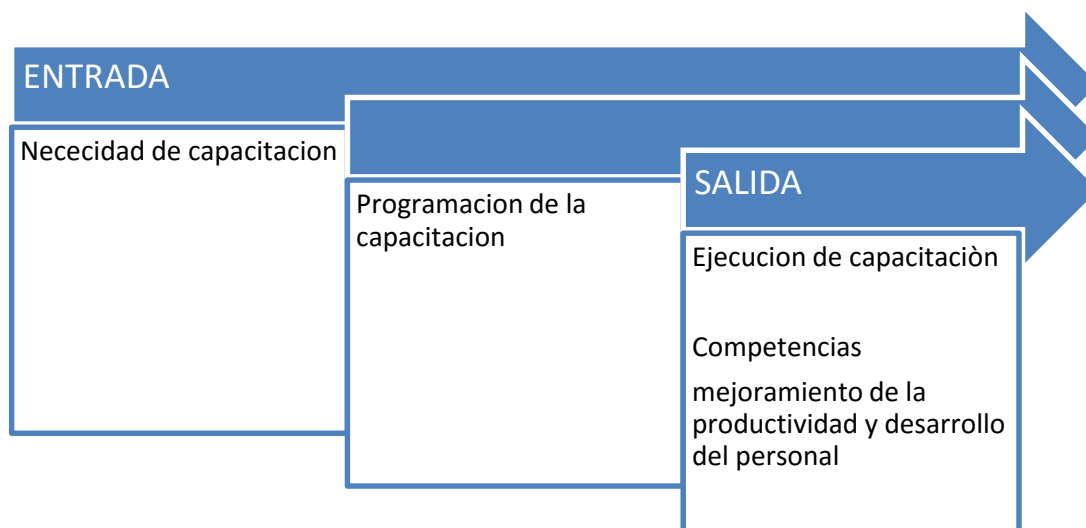 ENTRADA
Nececidad de capacitacion
Programacion de la
capacitacion
SALIDA
Ejecucion de capacitaciòn
Competencias
mejoramiento de la
productividad y desarrollo
del personal